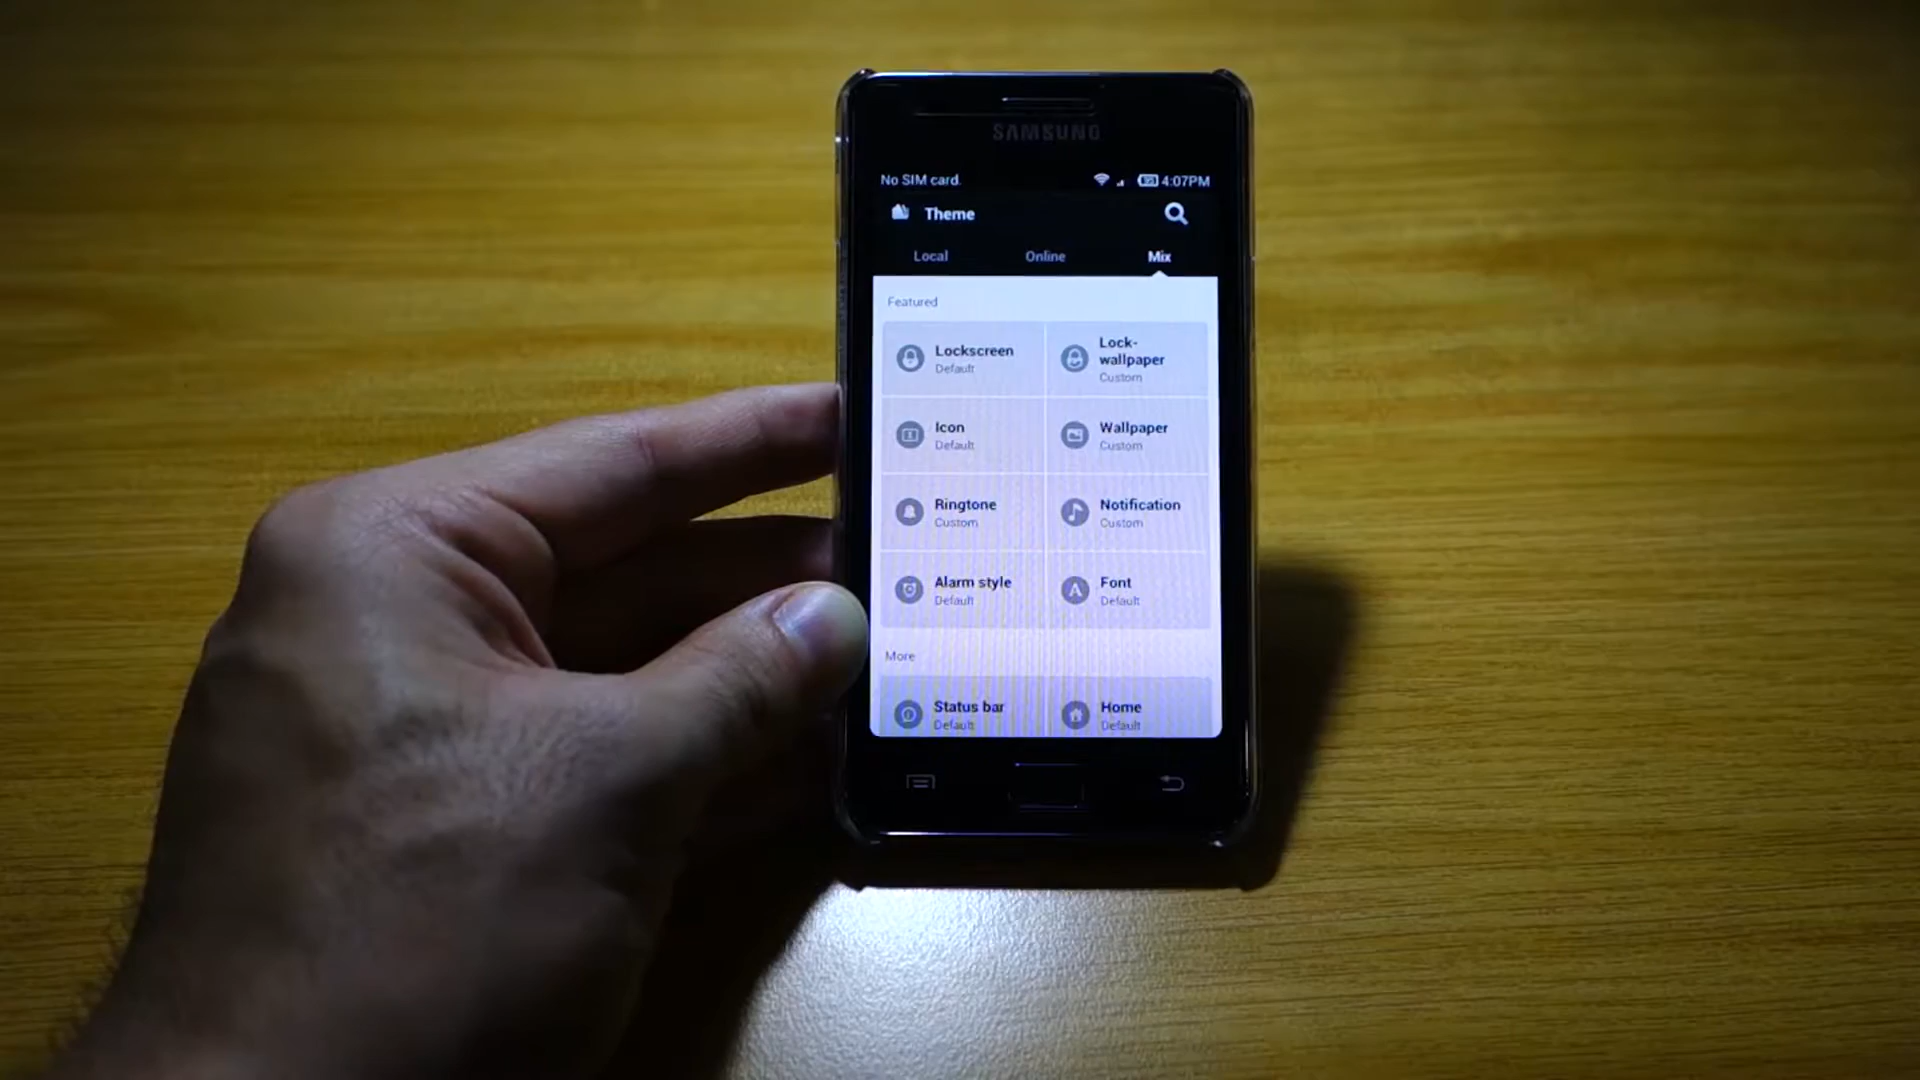 SAMSUNG
No SIM card. 4:07PM
Theme
Local Online Mix
Featured
Lockscreen
Default
Lock-
wallpaper
Custom
Icon
Default
Wallpaper
Custom
Ringtone
Custom
Notification
Custom
Alarm style
Default
Font
Default
More
Status bar
Default
Home
Default